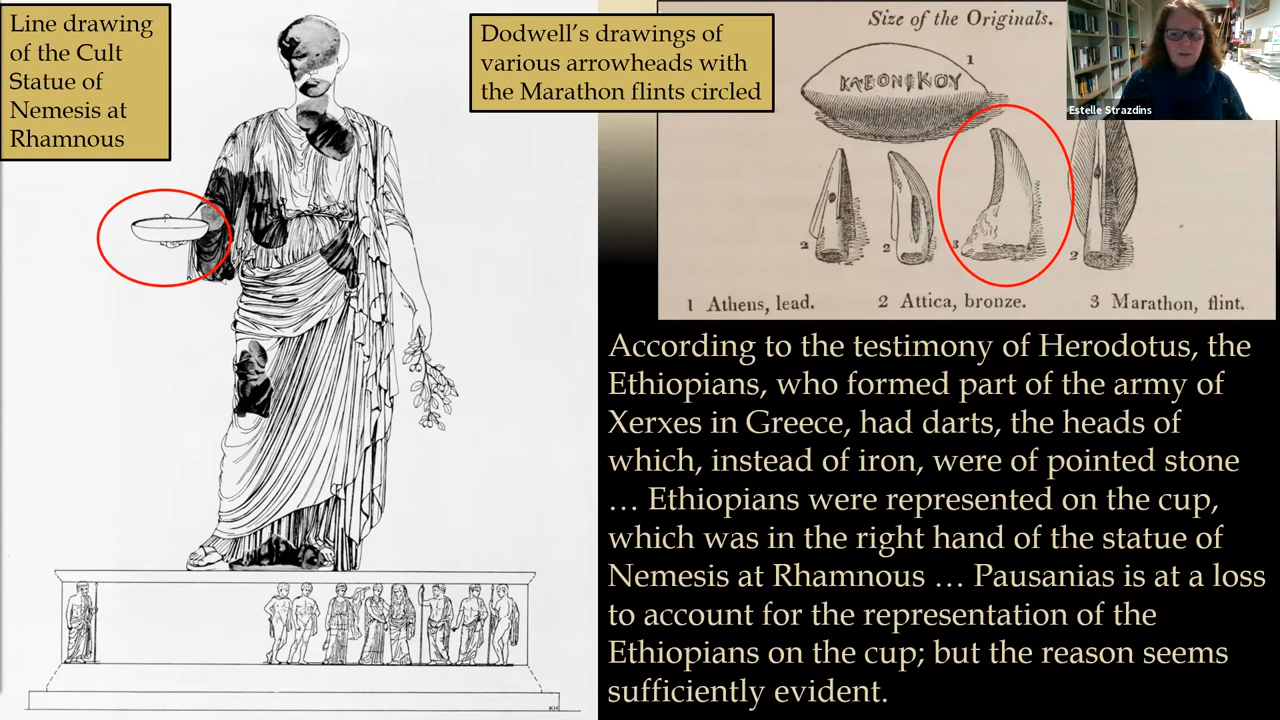 Line drawing
of the Cult
Statue of
Nemesis at
Rhamnous
Dodwell’s drawings of
various arrowheads with
the Marathon flints circled
Size of the Originals.
1
ΚΛΕΟΝΙΚΟΥ
2
2
3
2
1 Athens, lead.
2 Attica, bronze.
3 Marathon, flint.
Estelle Strazdins
According to the testimony of Herodotus, the
Ethiopians, who formed part of the army of
Xerxes in Greece, had darts, the heads of
which, instead of iron, were of pointed stone
… Ethiopians were represented on the cup,
which was in the right hand of the statue of
Nemesis at Rhamnous … Pausanias is at a loss
to account for the representation of the
Ethiopians on the cup; but the reason seems
sufficiently evident.
KH